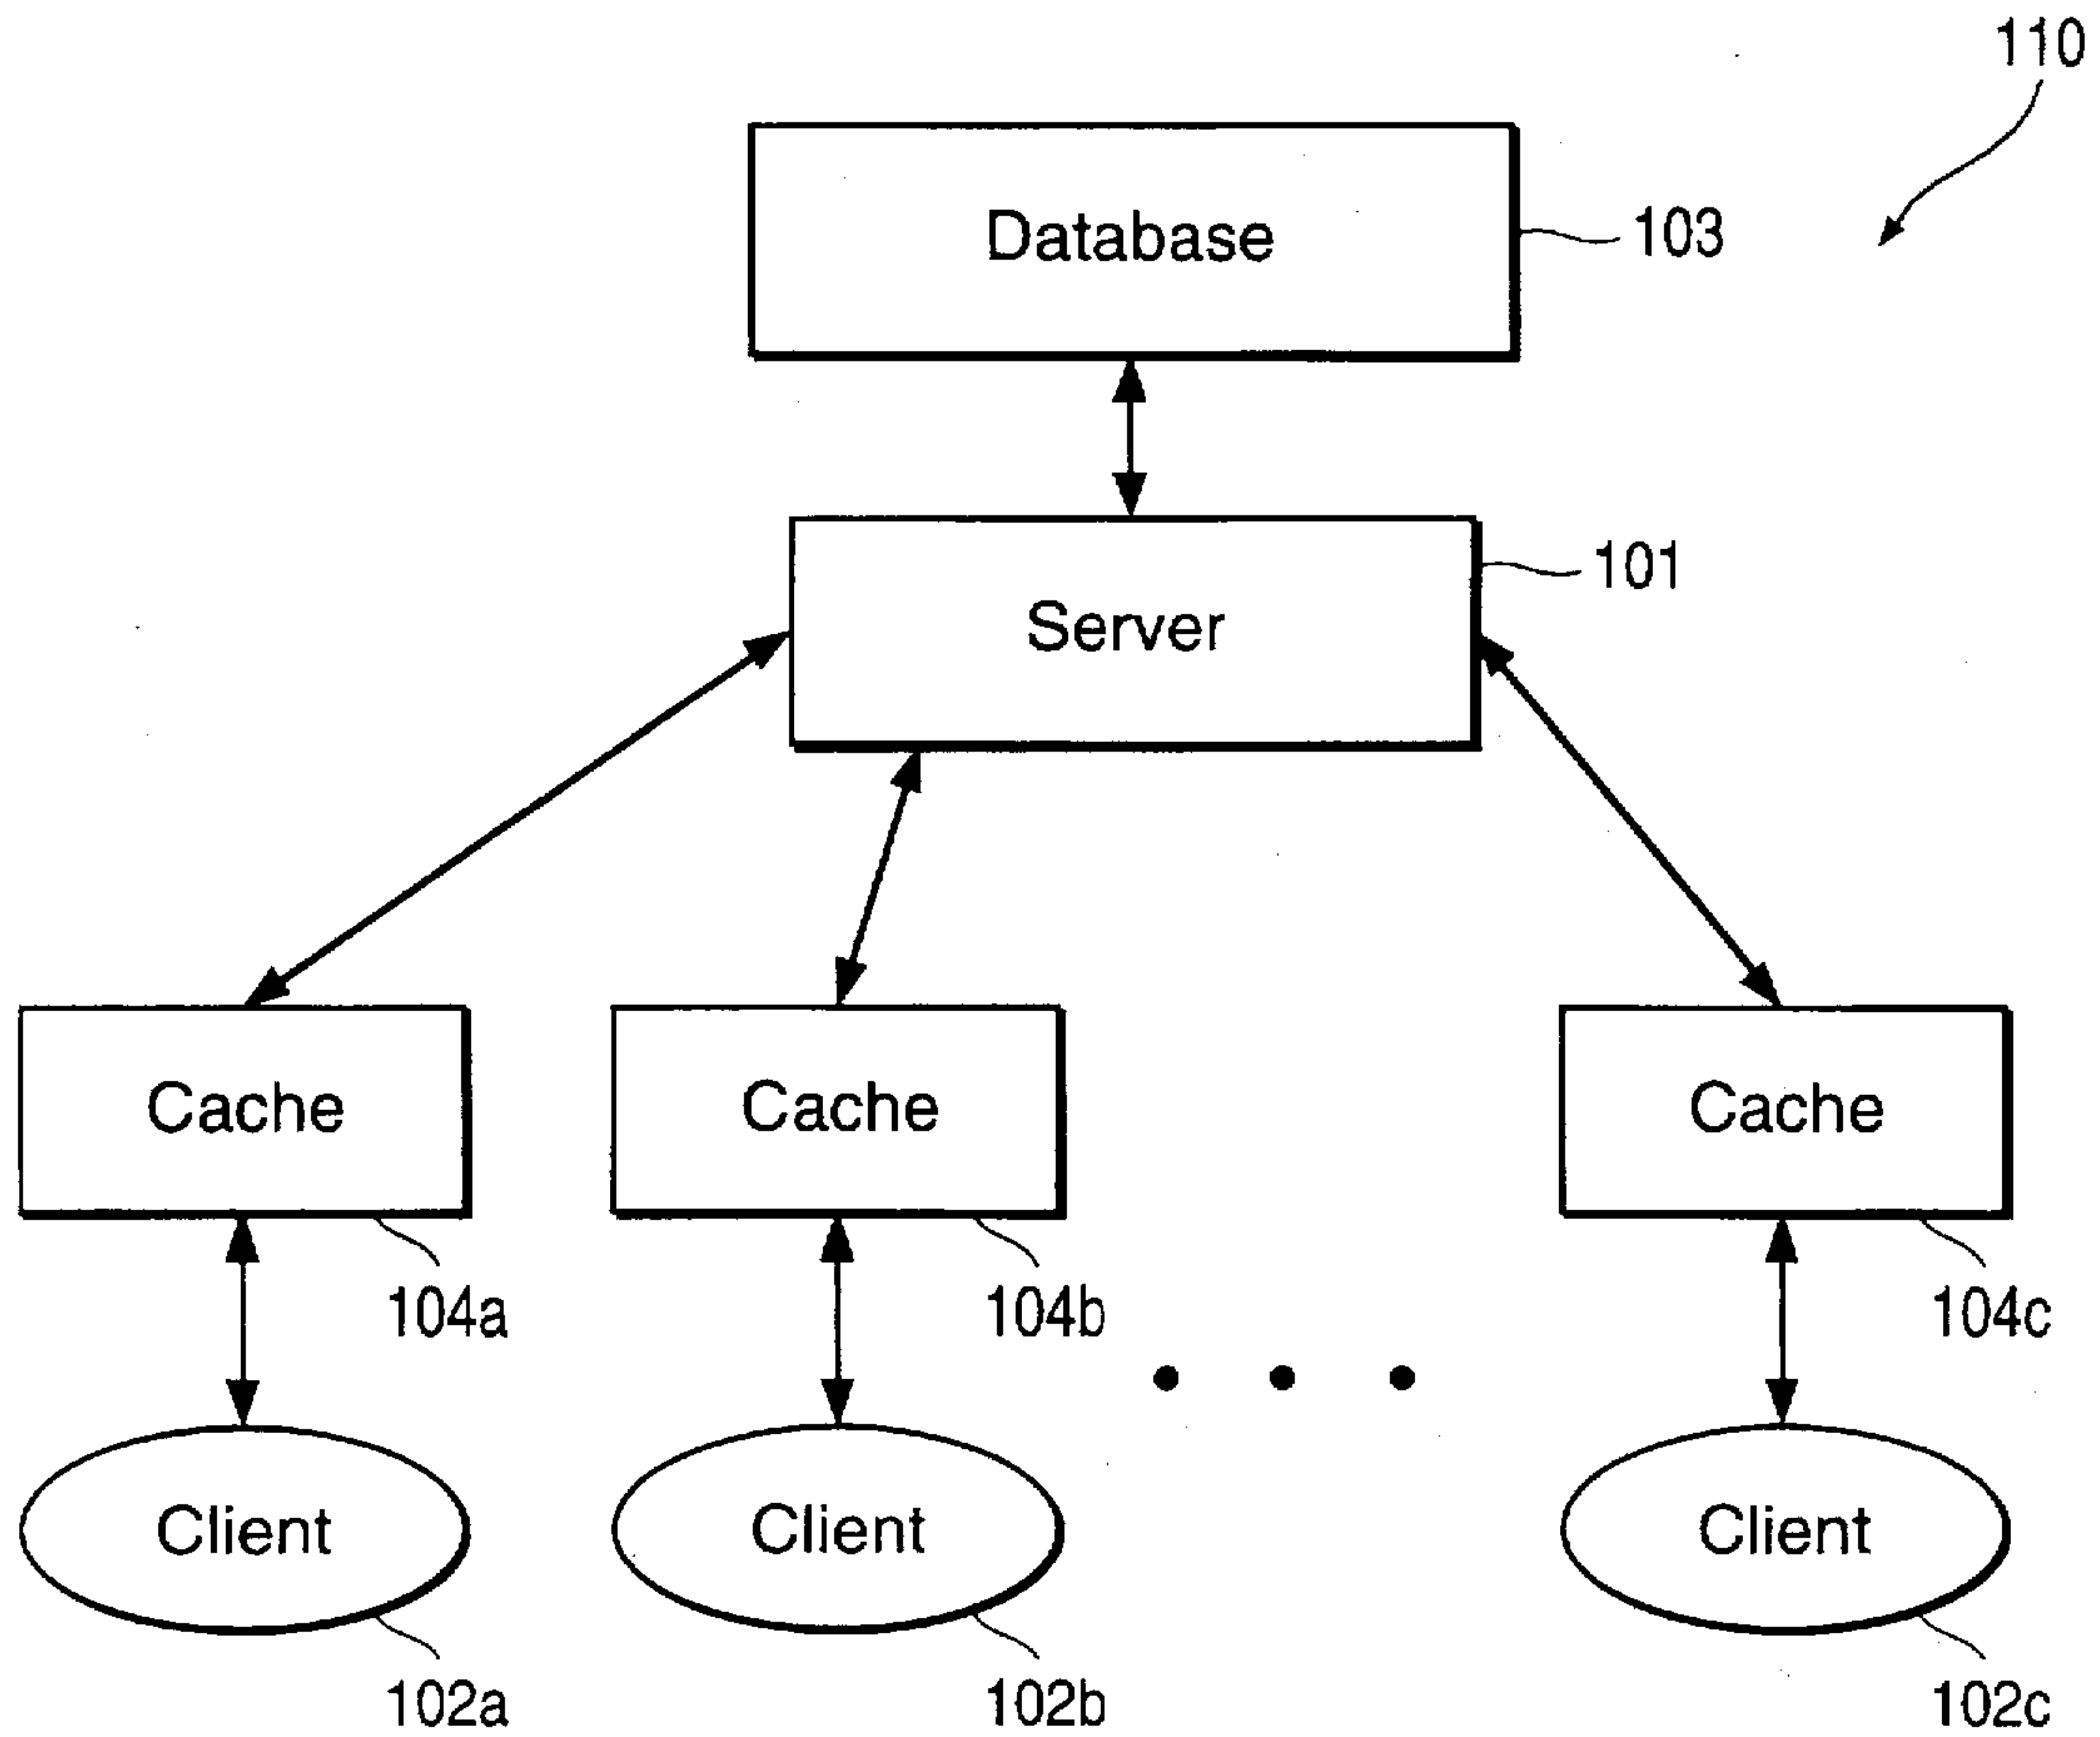 110
Database
103
101
Server
Cache
Cache
Cache
104a
104b
104c
Client
Client
Client
102a
102b
102c